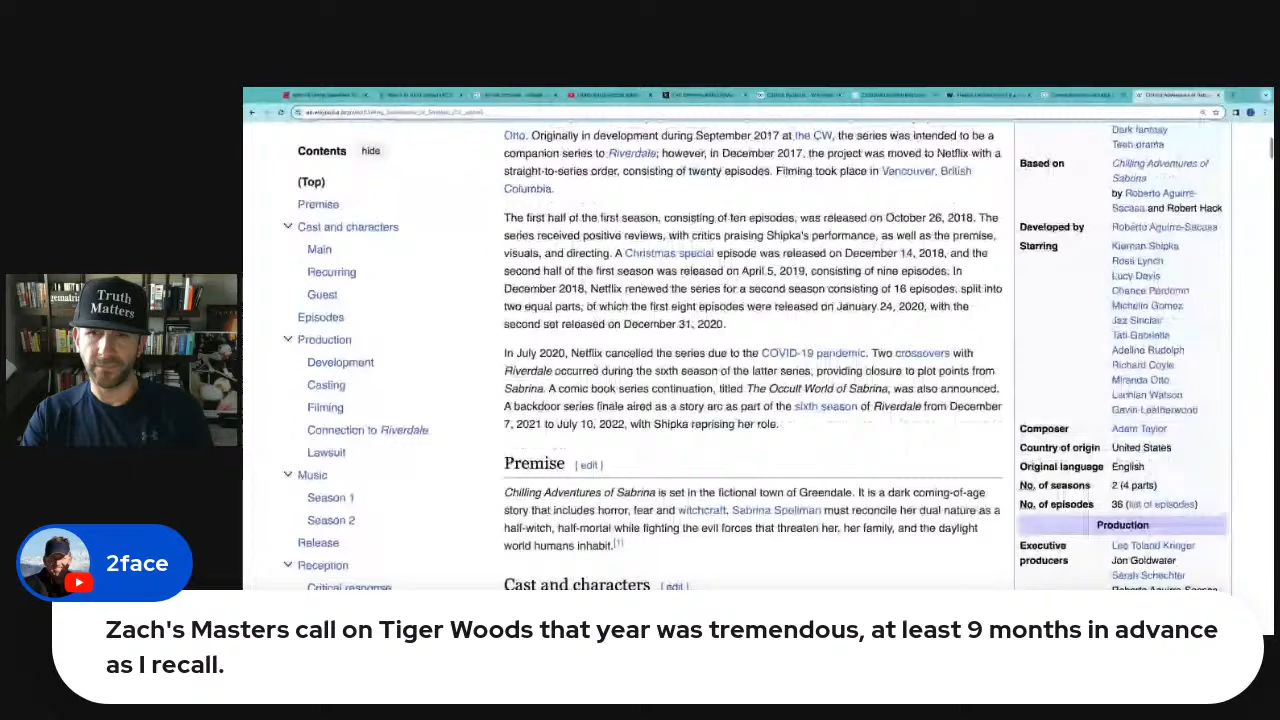 Truth
Matters
Contents hide
(Top)
Premise
Cast and characters
Main
Recurring
Guest
Episodes
Production
Development
Casting
Filming
Connection to Riverdale
Lawsuit
Music
Season 1
Season 2
Release
Reception
Critical response
Otto. Originally in development during September 2017 at the CW, the series was intended to be a
companion series to Riverdale; however, in December 2017, the project was moved to Netflix with a
straight-to-series order, consisting of twenty episodes. Filming took place in Vancouver, British
Columbia.
The first half of the first season, consisting of ten episodes, was released on October 26, 2018. The
series received positive reviews, with critics praising Shipka's performance, as well as the premise,
visuals, and directing. A Christmas special episode was released on December 14, 2018, and the
second half of the first season was released on April 5, 2019, consisting of nine episodes. In
December 2018, Netflix renewed the series for a second season consisting of 16 episodes, split into
two equal parts, of which the first eight episodes were released on January 24, 2020, with the
second set released on December 31, 2020.
In July 2020, Netflix cancelled the series due to the COVID-19 pandemic. Two crossovers with
Riverdale occurred during the sixth season of the latter series, providing closure to plot points from
Sabrina. A comic book series continuation, titled The Occult World of Sabrina, was also announced.
A backdoor series finale aired as a story arc as part of the sixth season of Riverdale from December
7, 2021 to July 10, 2022, with Shipka reprising her role.
Premise [ edit ]
Chilling Adventures of Sabrina is set in the fictional town of Greendale. It is a dark coming-of-age
story that includes horror, fear and witchcraft. Sabrina Spellman must reconcile her dual nature as a
half-witch, half-mortal while fighting the evil forces that threaten her, her family, and the daylight
world humans inhabit.[1]
Cast and characters [ edit ]
Dark fantasy
Teen drama
Based on Chilling Adventures of
Sabrina
by Roberto Aguirre-
Sacasa and Robert Hack
Developed by Roberto Aguirre-Sacasa
Starring Kiernan Shipka
Ross Lynch
Lucy Davis
Chance Perdomo
Michelle Gomez
Jaz Sinclair
Tati Gabrielle
Adeline Rudolph
Richard Coyle
Miranda Otto
Lachlan Watson
Gavin Leatherwood
Composer Adam Taylor
Country of origin United States
Original language English
No. of seasons 2 (4 parts)
No. of episodes 36 (list of episodes)
Production
Executive Lee Toland Krieger
producers Jon Goldwater
Sarah Schechter
Roberto Aguirre-Sacasa
2face
Zach's Masters call on Tiger Woods that year was tremendous, at least 9 months in advance
as I recall.